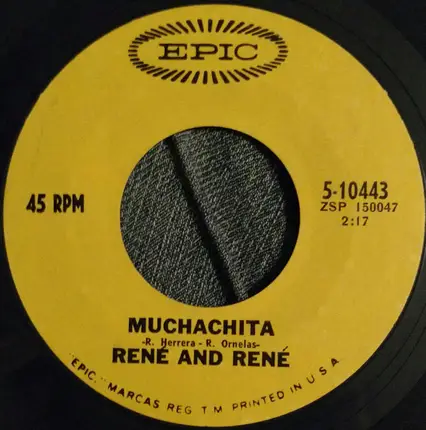 EPIC
45 RPM
5-10443
ZSP 150047
2:17
MUCHACHITA
-R. Herrera - R. Ornelas-
RENÉ AND RENÉ
"EPIC," MARCAS REG. T.M. PRINTED IN U.S.A.